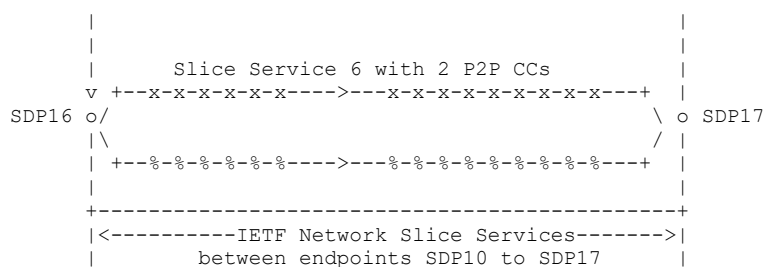 Slice Service 6 with 2 P2P CCs
v +--x-x-x-x-x-x---->---x-x-x-x-x-x-x-x-x---+ |
SDP16 o/ \ o SDP17
|\ / |
| +--%-%-%-%-%-%---->---%-%-%-%-%-%-%-%-%---+ |
+-----------------------------------------------+
|<----------IETF Network Slice Services------->|
| between endpoints SDP10 to SDP17 |